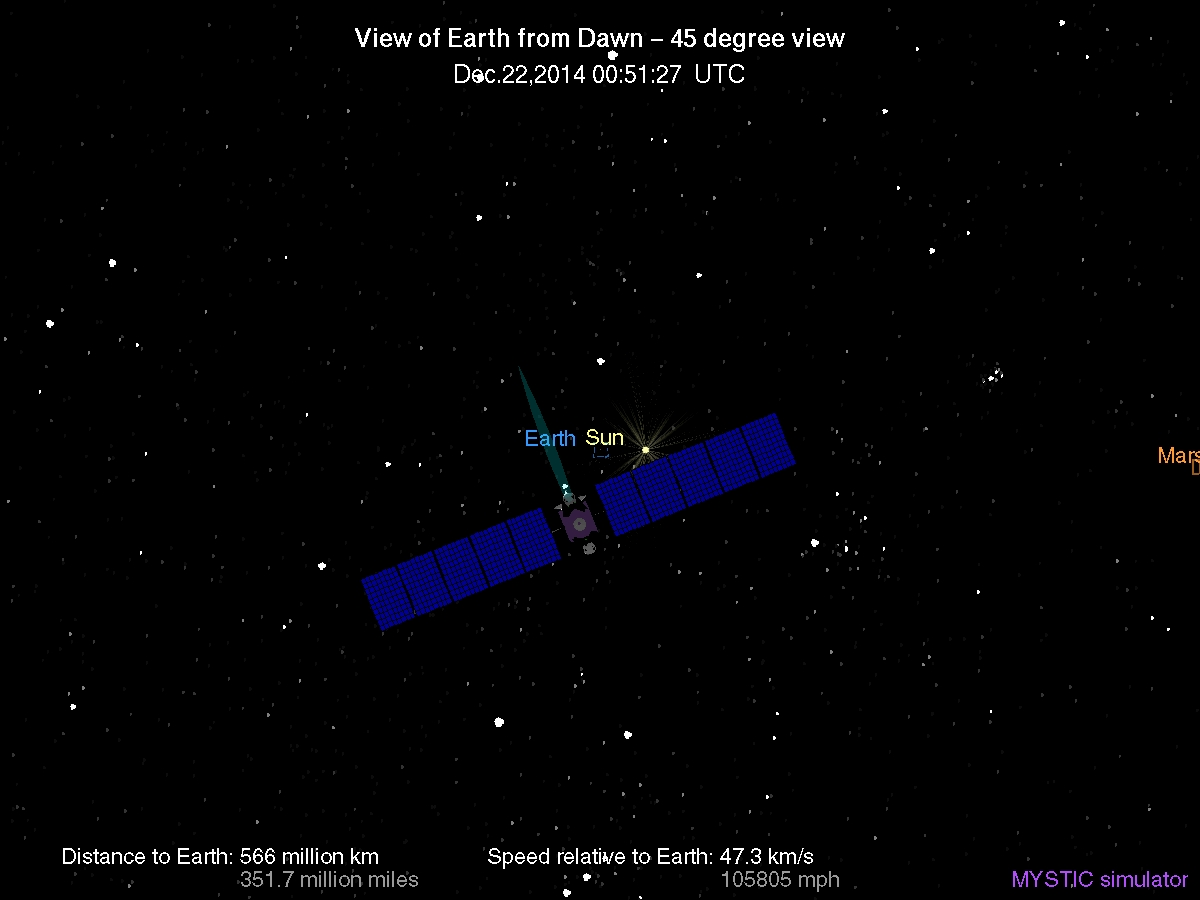 View of Earth from Dawn – 45 degree view
Dec.22,2014 00:51:27 UTC
Earth Sun
Mars
Distance to Earth: 566 million km
351.7 million miles
Speed relative to Earth: 47.3 km/s
105805 mph
MYSTIC simulator